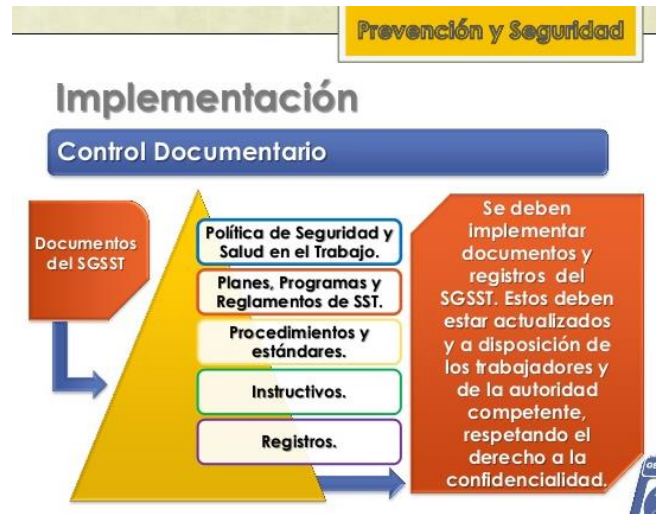 Prevención y Seguridad
Implementación
Control Documentario
Documentos
del SGSST
Política de Seguridad y
Salud en el Trabajo.
Planes, Programas y
Reglamentos de SST.
Procedimientos y
estándares.
Instructivos.
Registros.
Se deben
implementar
documentos y
registros del
SGSST. Estos deben
estar actualizados
y a disposición de
los trabajadores y
de la autoridad
competente,
respetando el
derecho a la
confidencialidad.